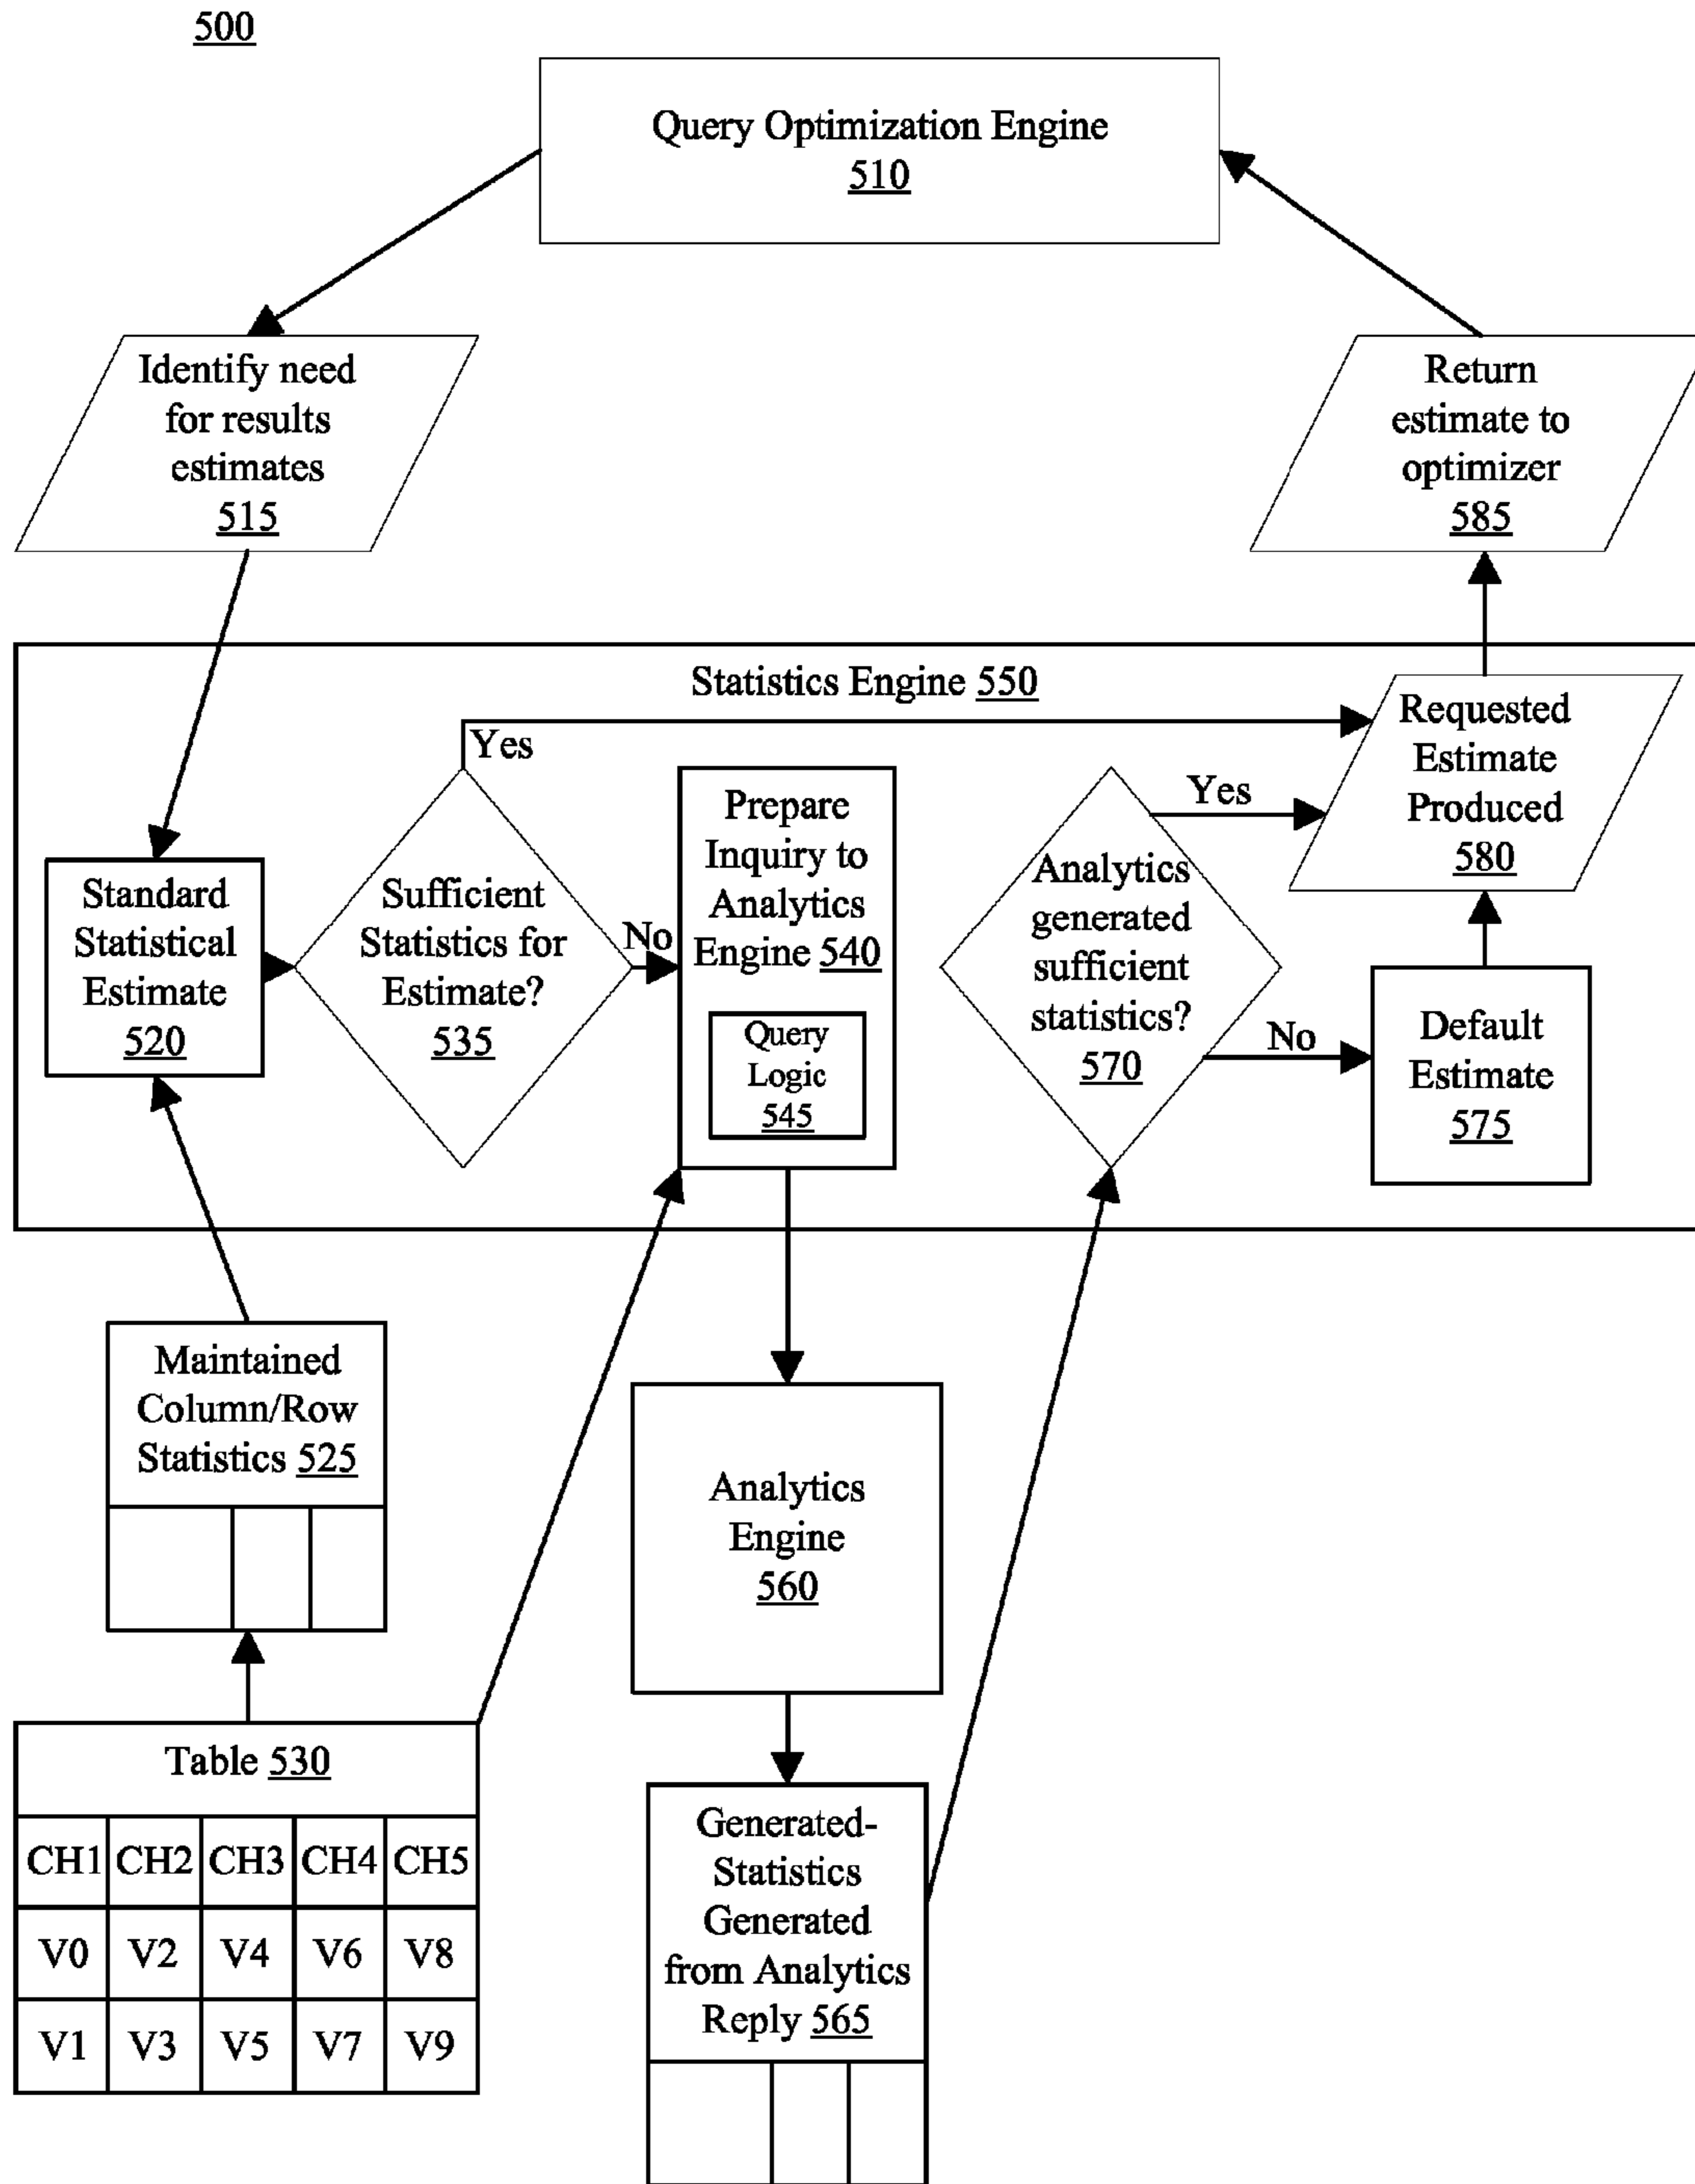 500
Query Optimization Engine
510
Identify need
for results
estimates
515
Return
estimate to
optimizer
585
Statistics Engine 550
Yes
Requested
Estimate
Produced
580
Standard
Statistical
Estimate
520
Sufficient
Statistics for
Estimate?
535
No
Prepare
Inquiry to
Analytics
Engine 540
Query
Logic
545
Analytics
generated
sufficient
statistics?
570
Yes
No
Default
Estimate
575
Maintained
Column/Row
Statistics 525
Analytics
Engine
560
Table 530
CH1 CH2 CH3 CH4 CH5
V0 V2 V4 V6 V8
V1 V3 V5 V7 V9
Generated-
Statistics
Generated
from Analytics
Reply 565